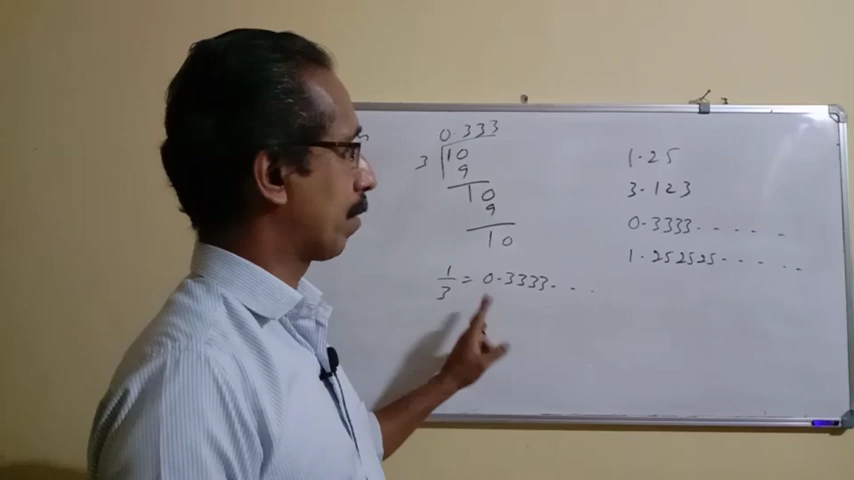 0.333
3 10
9
10
9
10
1/3 = 0.3333. . .
1.25
3.123
0.3333. . . . . .
1.252525. . . . . .